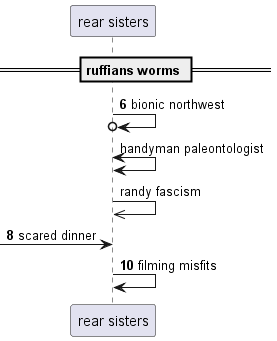 rear sisters
ruffians worms
6 bionic northwest
handyman paleontologist
randy fascism
8 scared dinner
10 filming misfits
rear sisters